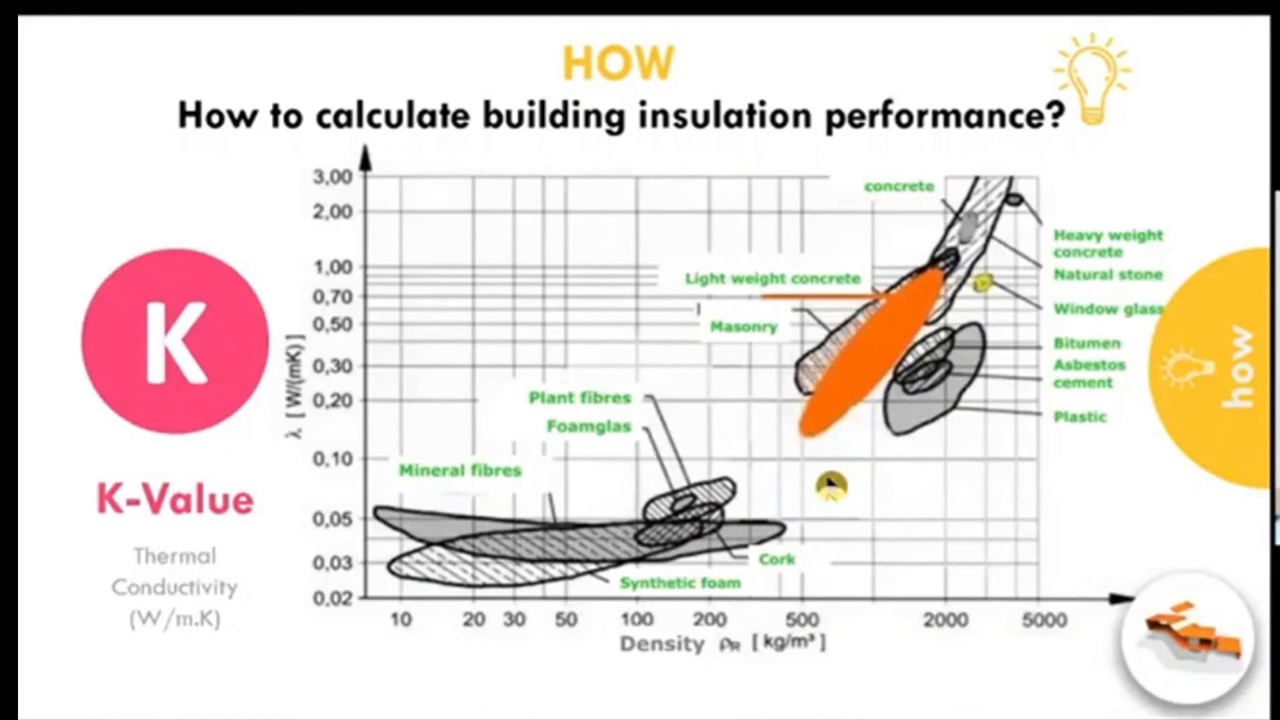 HOW
How to calculate building insulation performance?
K
K-Value
Thermal
Conductivity
(W/m.K)
λ [ W/(mK) ]
3,00
2,00
1,00
0,70
0,50
0,30
0,20
0,10
0,05
0,03
0,02
concrete
Heavy weight
concrete
Natural stone
Light weight concrete
Window glass
Masonry
Bitumen
Asbestos
cement
Plastic
Plant fibres
Foamglas
Mineral fibres
Cork
Synthetic foam
10 20 30 50 100 200 500 2000 5000
Density ρR [ kg/m³ ]
how